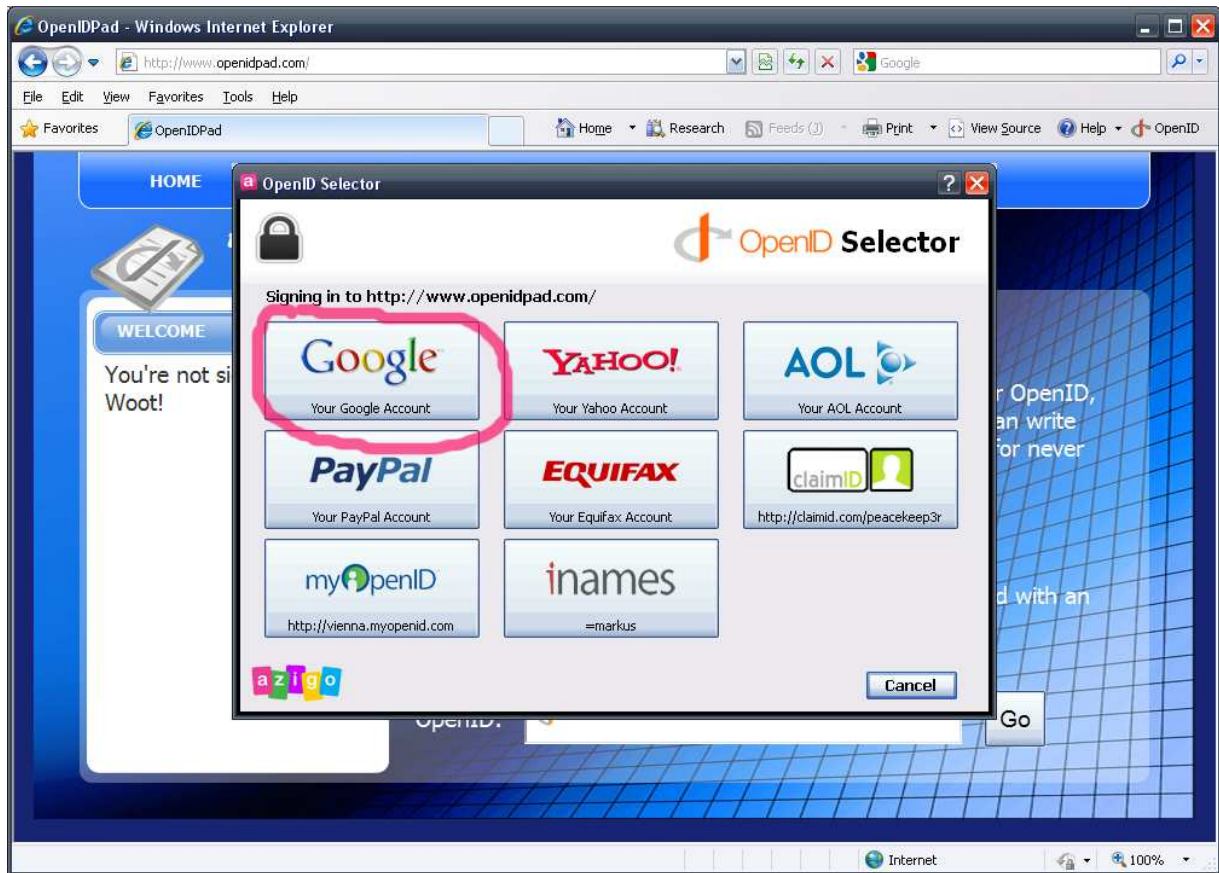 OpenIDPad - Windows Internet Explorer
http://www.openidpad.com/
Google
File Edit View Favorites Tools Help
Favorites OpenIDPad Home Research Feeds (J) Print View Source Help OpenID
HOME
a OpenID Selector ?
OpenID Selector
Signing in to http://www.openidpad.com/
WELCOME
You're not si
Woot!
Google
Your Google Account
YAHOO!
Your Yahoo Account
AOL
Your AOL Account
r OpenID,
an write
for never
PayPal
Your PayPal Account
EQUIFAX
Your Equifax Account
claimID
http://claimid.com/peacekeep3r
myOpenID
http://vienna.myopenid.com
inames
=markus
d with an
azigo
Cancel
OpenID:
Go
Internet 100%